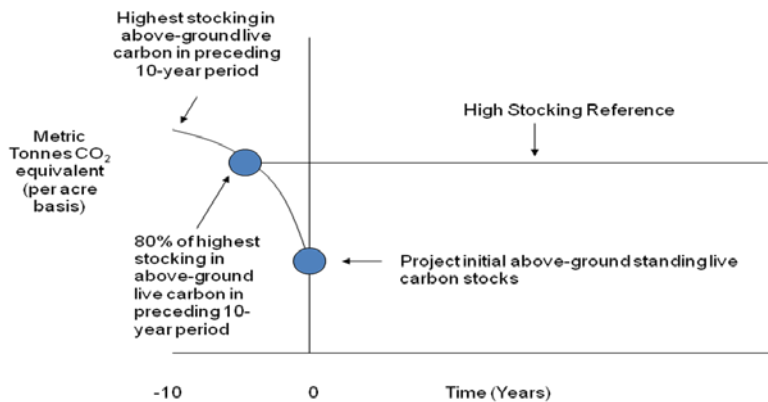 Highest stocking in
above-ground live
carbon in preceding
10-year period
High Stocking Reference
Metric
Tonnes CO₂
equivalent
(per acre
basis)
80% of highest
stocking in
above-ground
live carbon in
preceding 10-
year period
Project initial above-ground standing live
carbon stocks
-10
0
Time (Years)